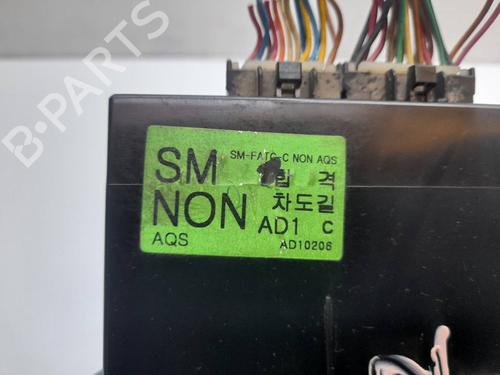 SM SM-FATC-C NON AQS
합 격
NON 차도길
AD1 C
AQS AD10206
B-PARTS